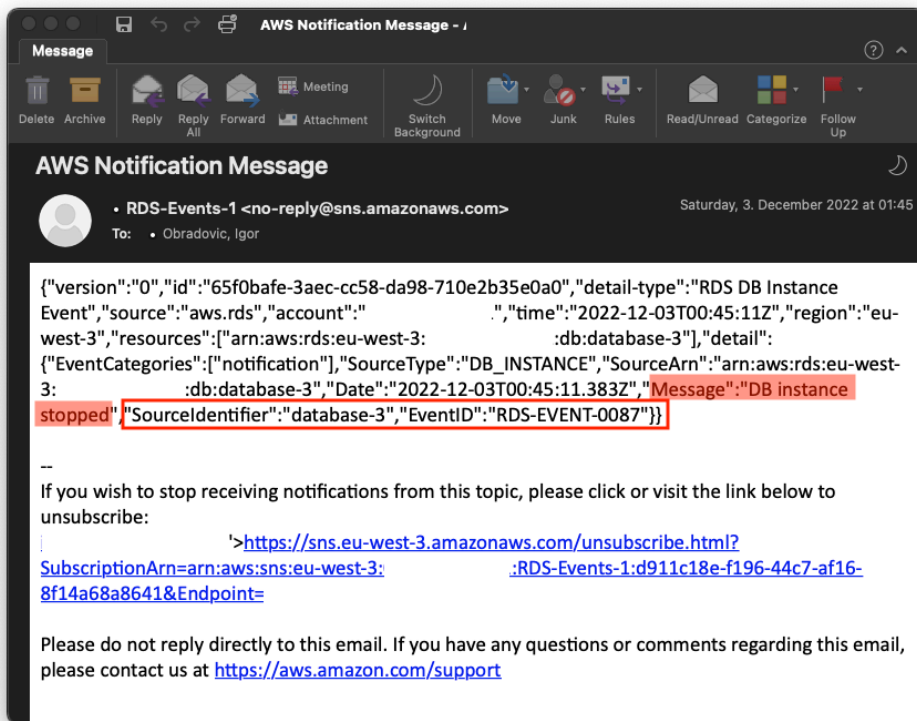 AWS Notification Message -
Message
Delete
Archive
Reply
Reply All
Forward
Meeting
Attachment
Switch Background
Move
Junk
Rules
Read/Unread
Categorize
Follow Up
AWS Notification Message
• RDS-Events-1 <no-reply@sns.amazonaws.com>
Saturday, 3. December 2022 at 01:45
To: • Obradovic, Igor
{"version":"0","id":"65f0bafe-3aec-cc58-da98-710e2b35e0a0","detail-type":"RDS DB Instance
Event","source":"aws.rds","account":" ","time":"2022-12-03T00:45:11Z","region":"eu-
west-3","resources":["arn:aws:rds:eu-west-3: :db:database-3"],"detail":
{"EventCategories":["notification"],"SourceType":"DB_INSTANCE","SourceArn":"arn:aws:rds:eu-west-
3: :db:database-3","Date":"2022-12-03T00:45:11.383Z","Message":"DB instance
stopped","SourceIdentifier":"database-3","EventID":"RDS-EVENT-0087"}}
--
If you wish to stop receiving notifications from this topic, please click or visit the link below to
unsubscribe:
'>https://sns.eu-west-3.amazonaws.com/unsubscribe.html?
SubscriptionArn=arn:aws:sns:eu-west-3: :RDS-Events-1:d911c18e-f196-44c7-af16-
8f14a68a8641&Endpoint=
Please do not reply directly to this email. If you have any questions or comments regarding this email,
please contact us at https://aws.amazon.com/support